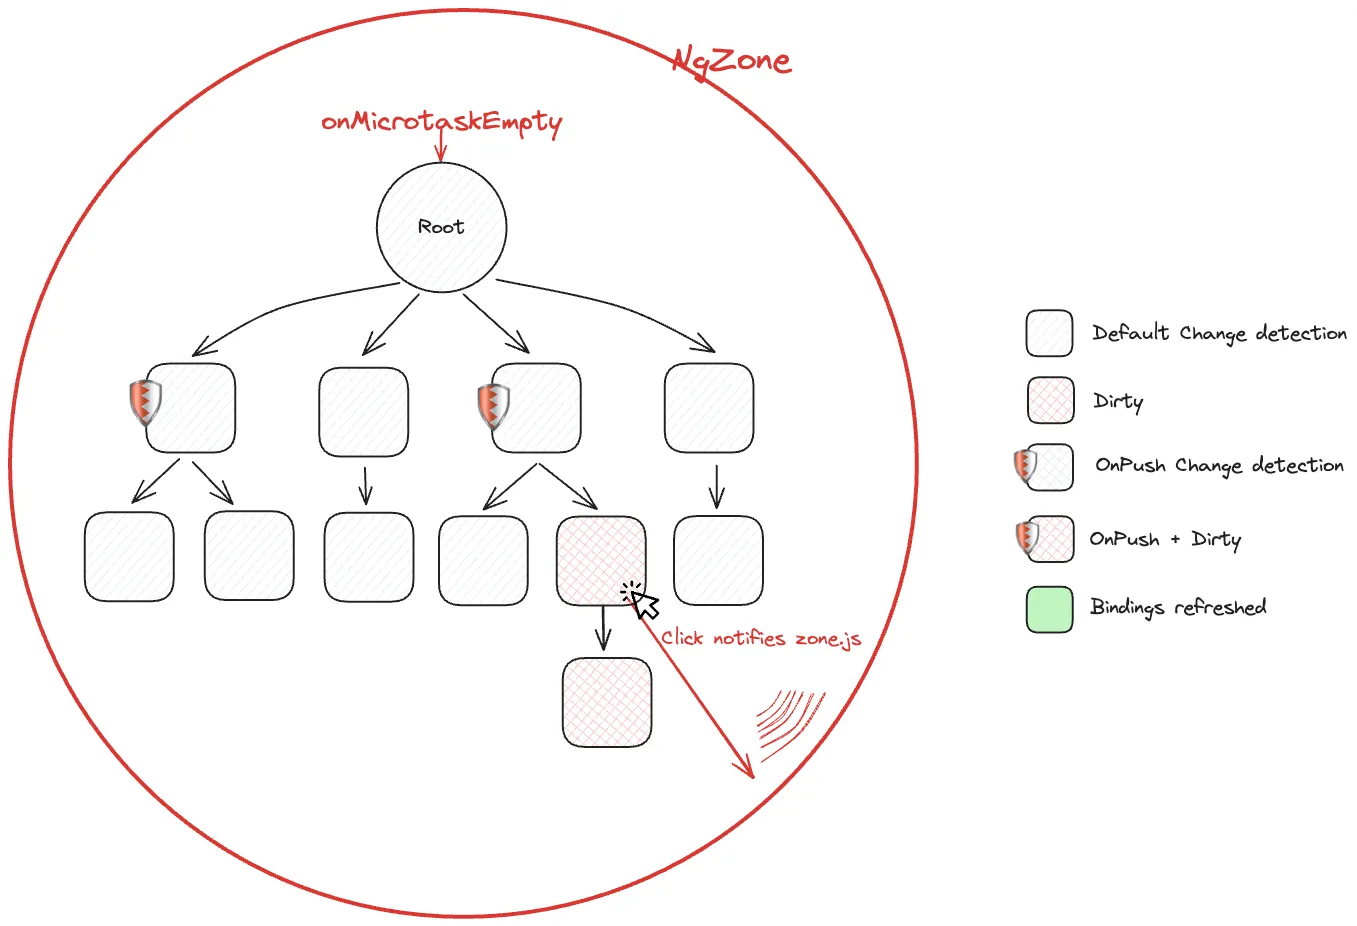 NgZone
onMicrotaskEmpty
Root
Click notifies zone.js
Default Change detection
Dirty
OnPush Change detection
OnPush + Dirty
Bindings refreshed